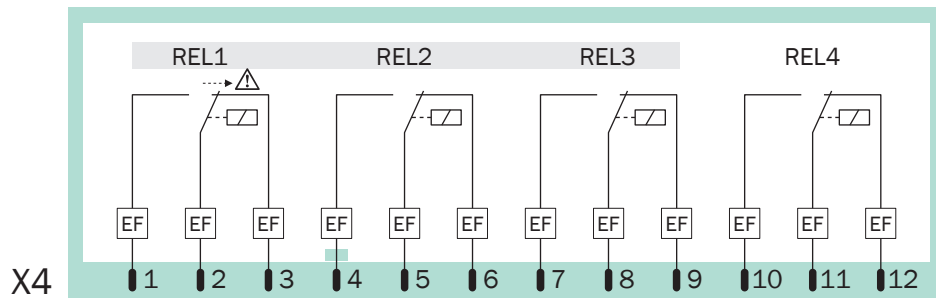 REL1 REL2 REL3 REL4
EF EF EF EF EF EF EF EF EF EF EF EF
X4 1 2 3 4 5 6 7 8 9 10 11 12